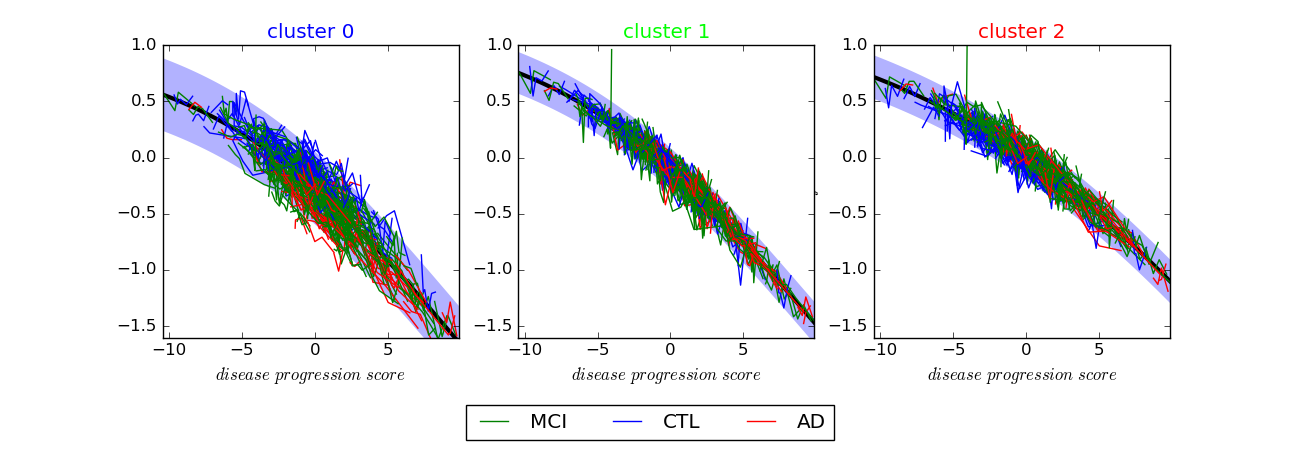 cluster 0 cluster 1 cluster 2
1.0 1.0 1.0
0.5 0.5 0.5
0.0 0.0 0.0
−0.5 −0.5 −0.5
−1.0 −1.0 −1.0
−1.5 −1.5 −1.5
−10 −5 0 5 −10 −5 0 5 −10 −5 0 5
disease progression score disease progression score disease progression score
MCI CTL AD